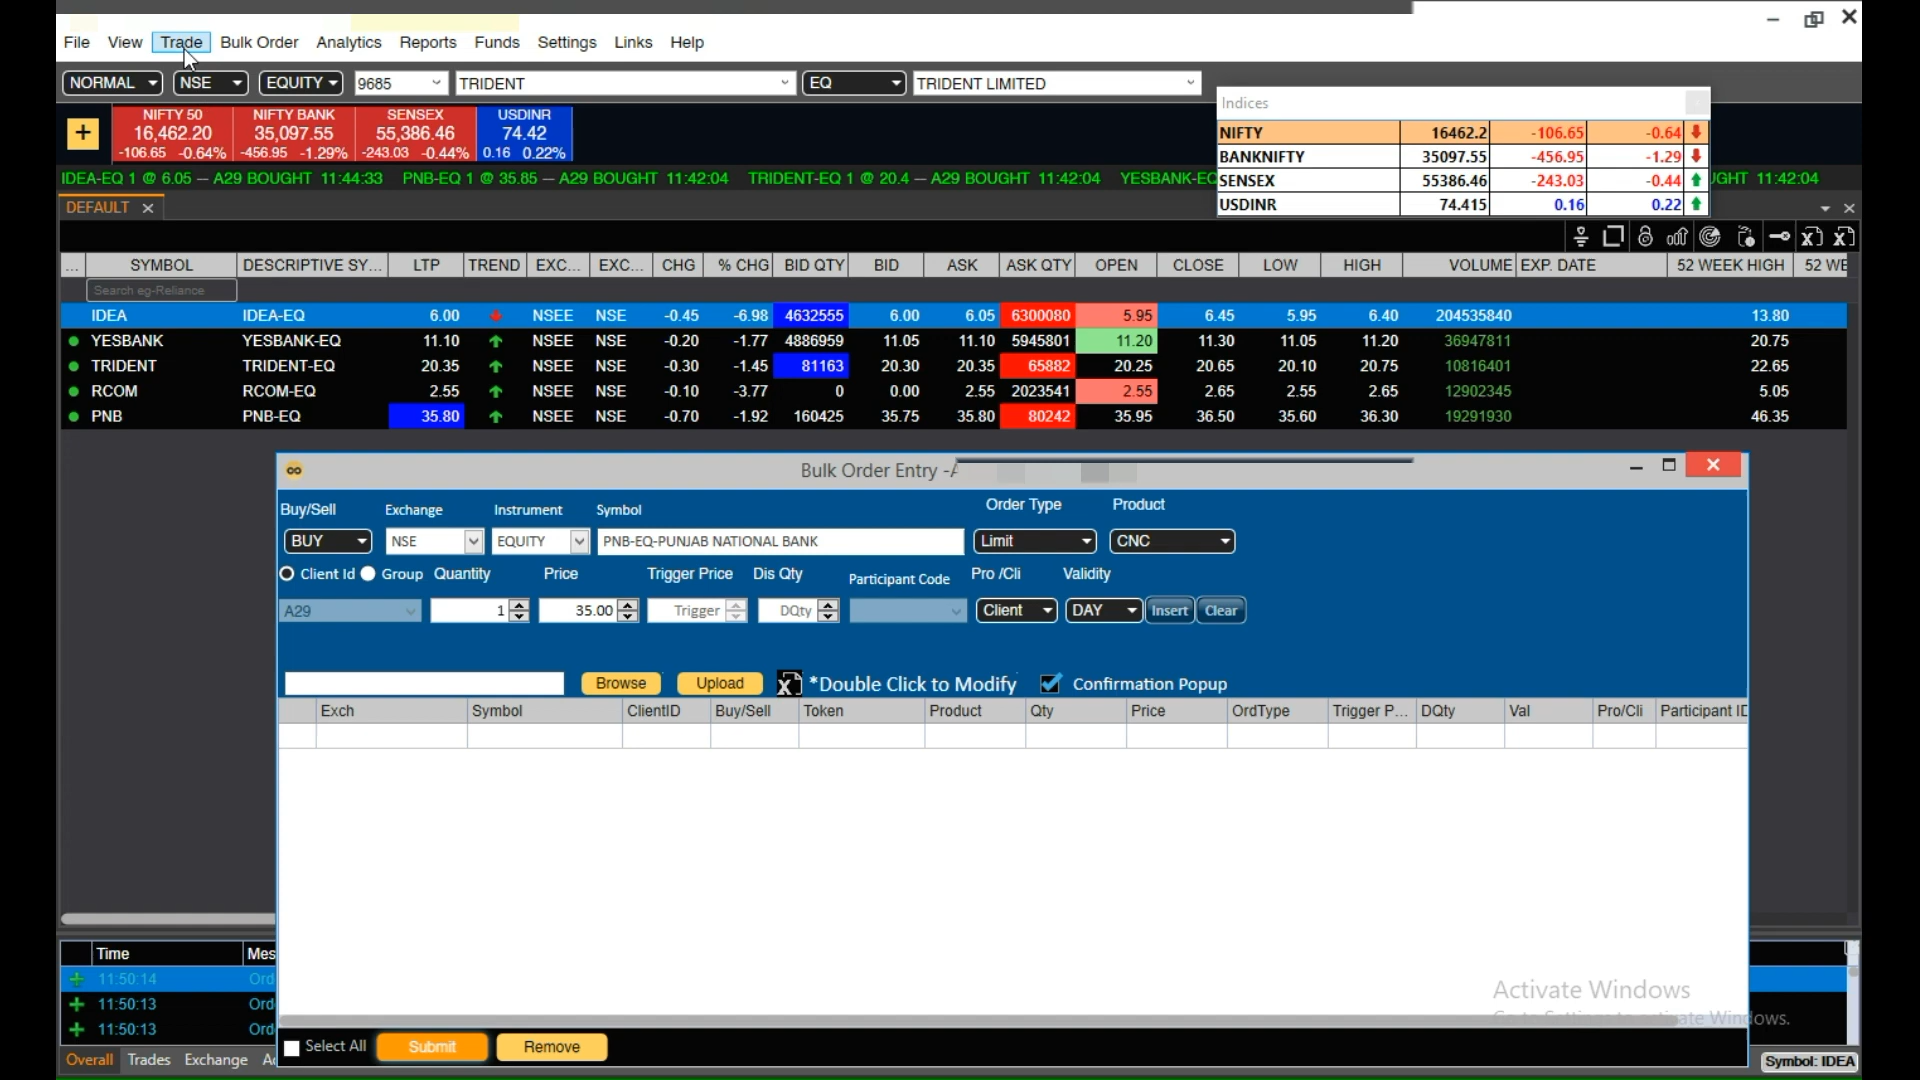 File View Trade Bulk Order Analytics Reports Funds Settings Links Help
NORMAL NSE EQUITY 9685 TRIDENT EQ TRIDENT LIMITED
Indices
NIFTY 16462.2 -106.65 -0.64
BANKNIFTY 35097.55 -456.95 -1.29
SENSEX 55386.46 -243.03 -0.44
USDINR 74.415 0.16 0.22
+ NIFTY 50 NIFTY BANK SENSEX USDINR
16,462.20 35,097.55 55,386.46 74.42
-106.65 -0.64% -456.95 -1.29% -243.03 -0.44% 0.16 0.22%
IDEA-EQ 1 @ 6.05 — A29 BOUGHT 11:44:33 PNB-EQ 1 @ 35.85 — A29 BOUGHT 11:42:04 TRIDENT-EQ 1 @ 20.4 — A29 BOUGHT 11:42:04 YESBANK-EQ GHT 11:42:04
DEFAULT
... SYMBOL DESCRIPTIVE SY... LTP TREND EXC... EXC... CHG % CHG BID QTY BID ASK ASK QTY OPEN CLOSE LOW HIGH VOLUME EXP. DATE 52 WEEK HIGH 52 WE
Search eg-Reliance
IDEA IDEA-EQ 6.00 NSEE NSE -0.45 -6.98 4632555 6.00 6.05 6300080 5.95 6.45 5.95 6.40 204535840 13.80
YESBANK YESBANK-EQ 11.10 NSEE NSE -0.20 -1.77 4886959 11.05 11.10 5945801 11.20 11.30 11.05 11.20 36947811 20.75
TRIDENT TRIDENT-EQ 20.35 NSEE NSE -0.30 -1.45 81163 20.30 20.35 65882 20.25 20.65 20.10 20.75 10816401 22.65
RCOM RCOM-EQ 2.55 NSEE NSE -0.10 -3.77 0 0.00 2.55 2023541 2.55 2.65 2.55 2.65 12902345 5.05
PNB PNB-EQ 35.80 NSEE NSE -0.70 -1.92 160425 35.75 35.80 80242 35.95 36.50 35.60 36.30 19291930 46.35
Bulk Order Entry -A
Buy/Sell Exchange Instrument Symbol Order Type Product
BUY NSE EQUITY PNB-EQ-PUNJAB NATIONAL BANK Limit CNC
Client Id Group Quantity Price Trigger Price Dis Qty Participant Code Pro /Cli Validity
A29 1 35.00 Trigger DQty Client DAY Insert Clear
Browse Upload *Double Click to Modify Confirmation Popup
Exch Symbol ClientID Buy/Sell Token Product Qty Price OrdType Trigger P... DQty Val Pro/Cli Participant ID
Time Mes
11:50:14 Ord
11:50:13 Ord
11:50:13 Ord
Activate Windows
Select All Submit Remove
Overall Trades Exchange Symbol: IDEA